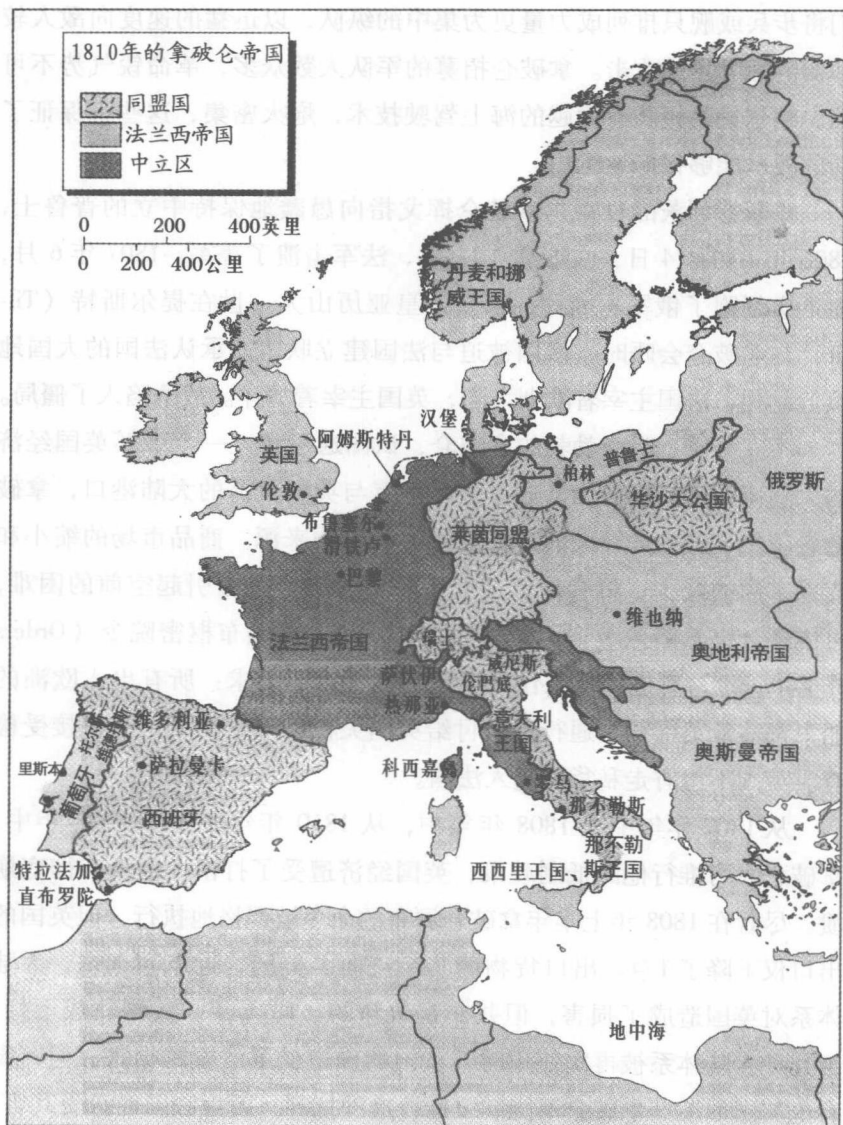 1810年的拿破仑帝国
同盟国
法兰西帝国
中立区
0 200 400英里
0 200 400公里
丹麦和挪
威王国
汉堡
阿姆斯特丹
英国
伦敦
柏林
普鲁士
俄罗斯
华沙大公国
布鲁塞尔
滑铁卢
莱茵同盟
巴黎
维也纳
法兰西帝国
瑞士
奥地利帝国
萨伏伊
威尼斯
伦巴底
热那亚
意大利
王国
维多利亚
奥斯曼帝国
里斯本
葡萄牙
萨拉曼卡
科西嘉
罗马
西班牙
那不勒斯
那不勒
斯王国
特拉法加
西西里王国
直布罗陀
地中海